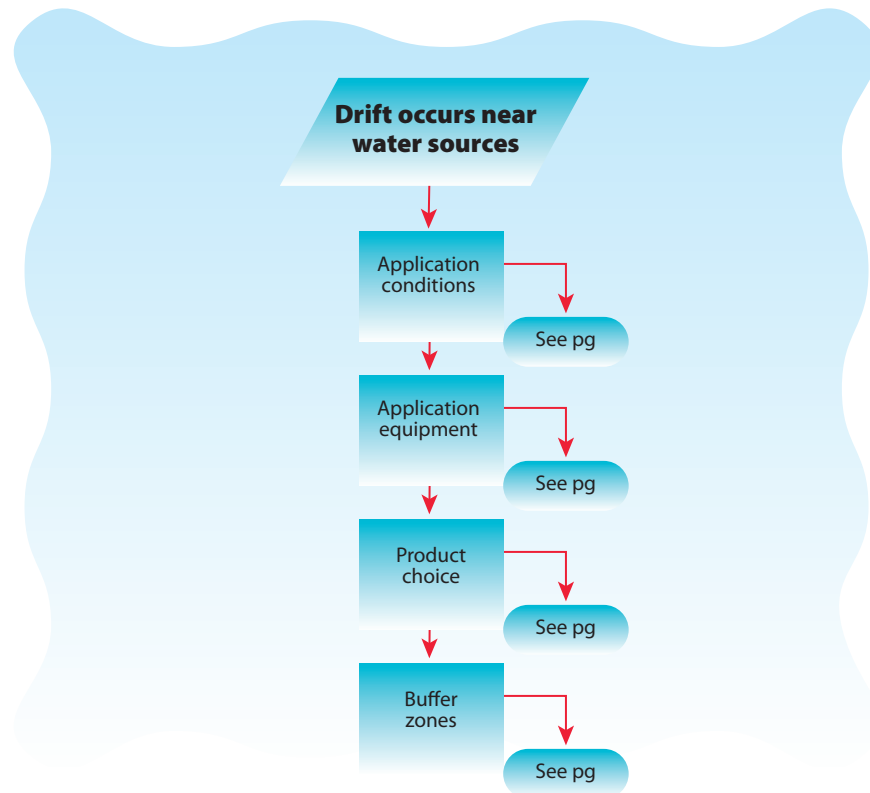 Drift occurs near
water sources
Application
conditions
See pg
Application
equipment
See pg
Product
choice
See pg
Buffer
zones
See pg